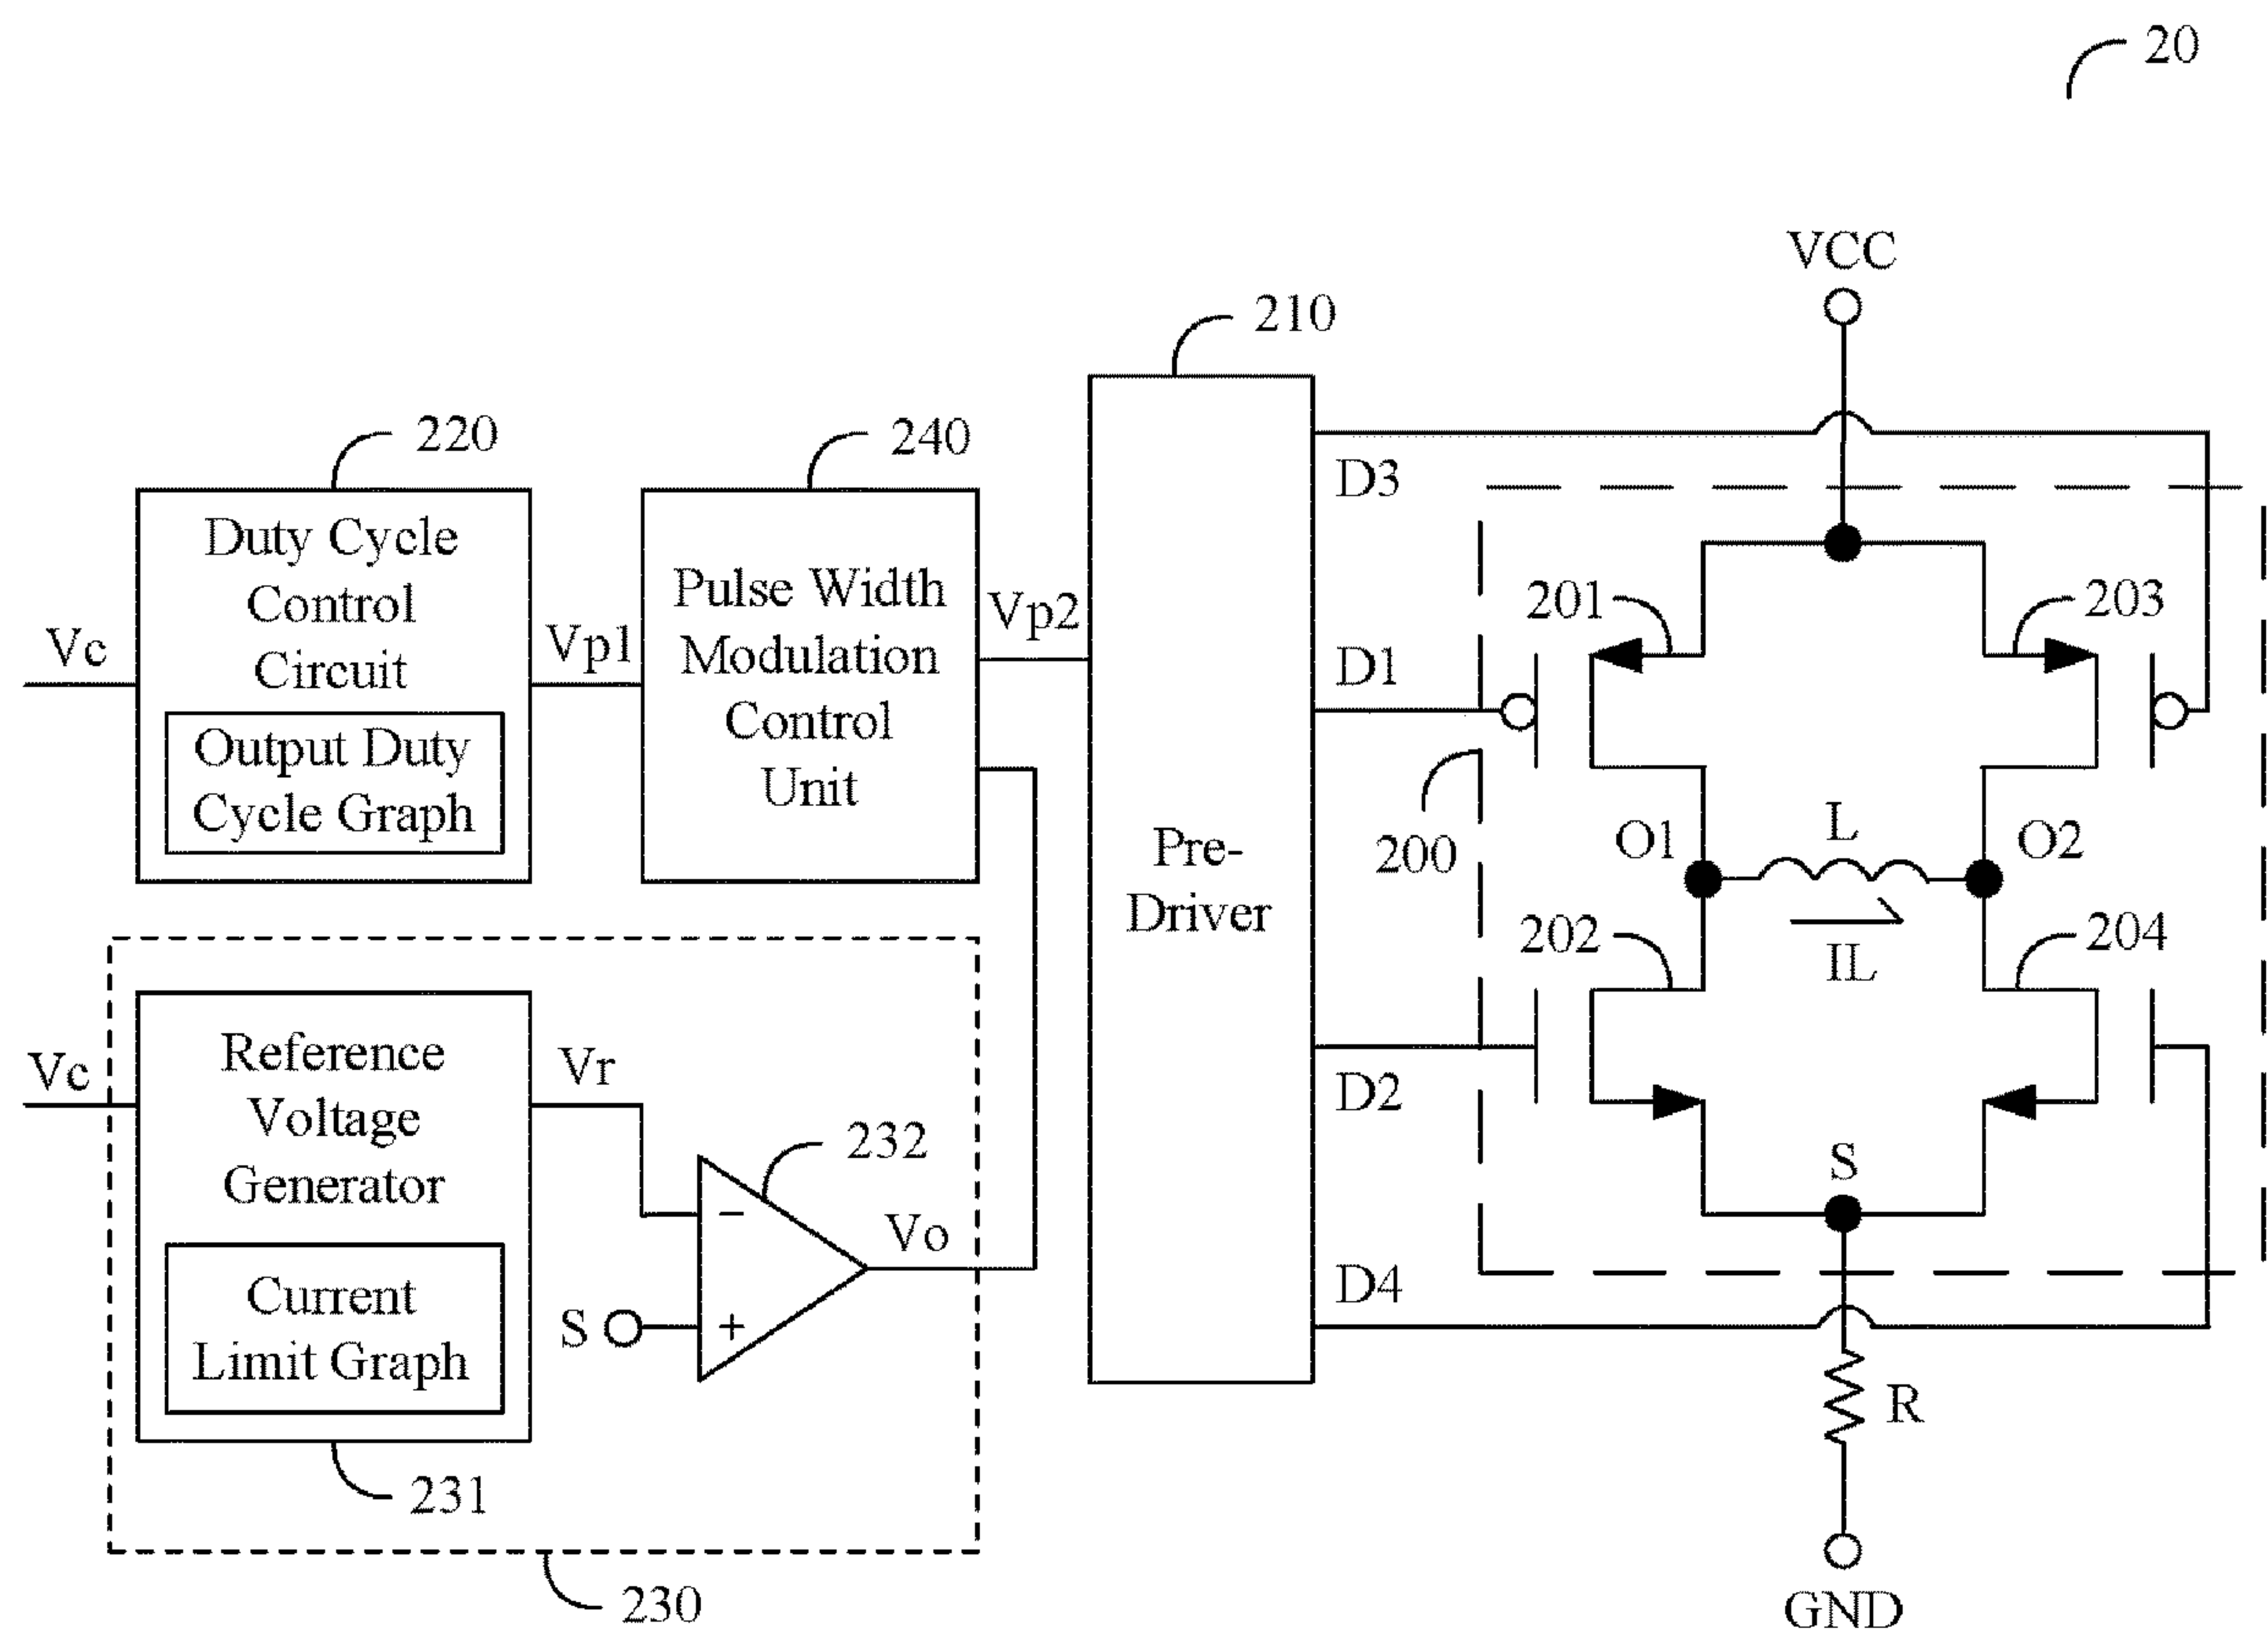 20
VCC
210
220
240
Duty Cycle
Control
Circuit
Output Duty
Cycle Graph
Vc
Vp1
Pulse Width
Modulation
Control
Unit
Vp2
Pre-
Driver
D3
D1
D2
D4
200
201
203
O1
L
O2
IL
202
204
S
R
GND
Vc
Reference
Voltage
Generator
Current
Limit Graph
Vr
232
−
+
S
Vo
231
230